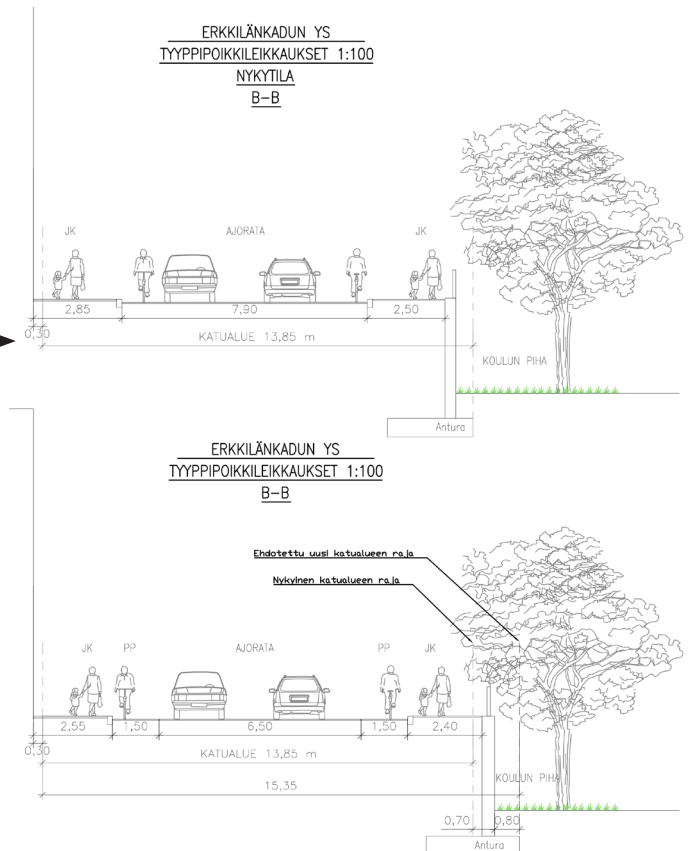 ERKKILÄNKADUN YS
TYYPPIPOIKKILEIKKAUKSET 1:100
NYKYTILA
B-B
JK AJORATA JK
2,85 7,90 2,50
0,30
KATUALUE 13,85 m
KOULUN PIHA
Antura
ERKKILÄNKADUN YS
TYYPPIPOIKKILEIKKAUKSET 1:100
B-B
Ehdotettu uusi katualueen raja
Nykyinen katualueen raja
JK PP AJORATA PP JK
2,55 1,50 6,50 1,50 2,40
0,30
KATUALUE 13,85 m
KOULUN PIHA
15,35
0,70 0,80
Antura